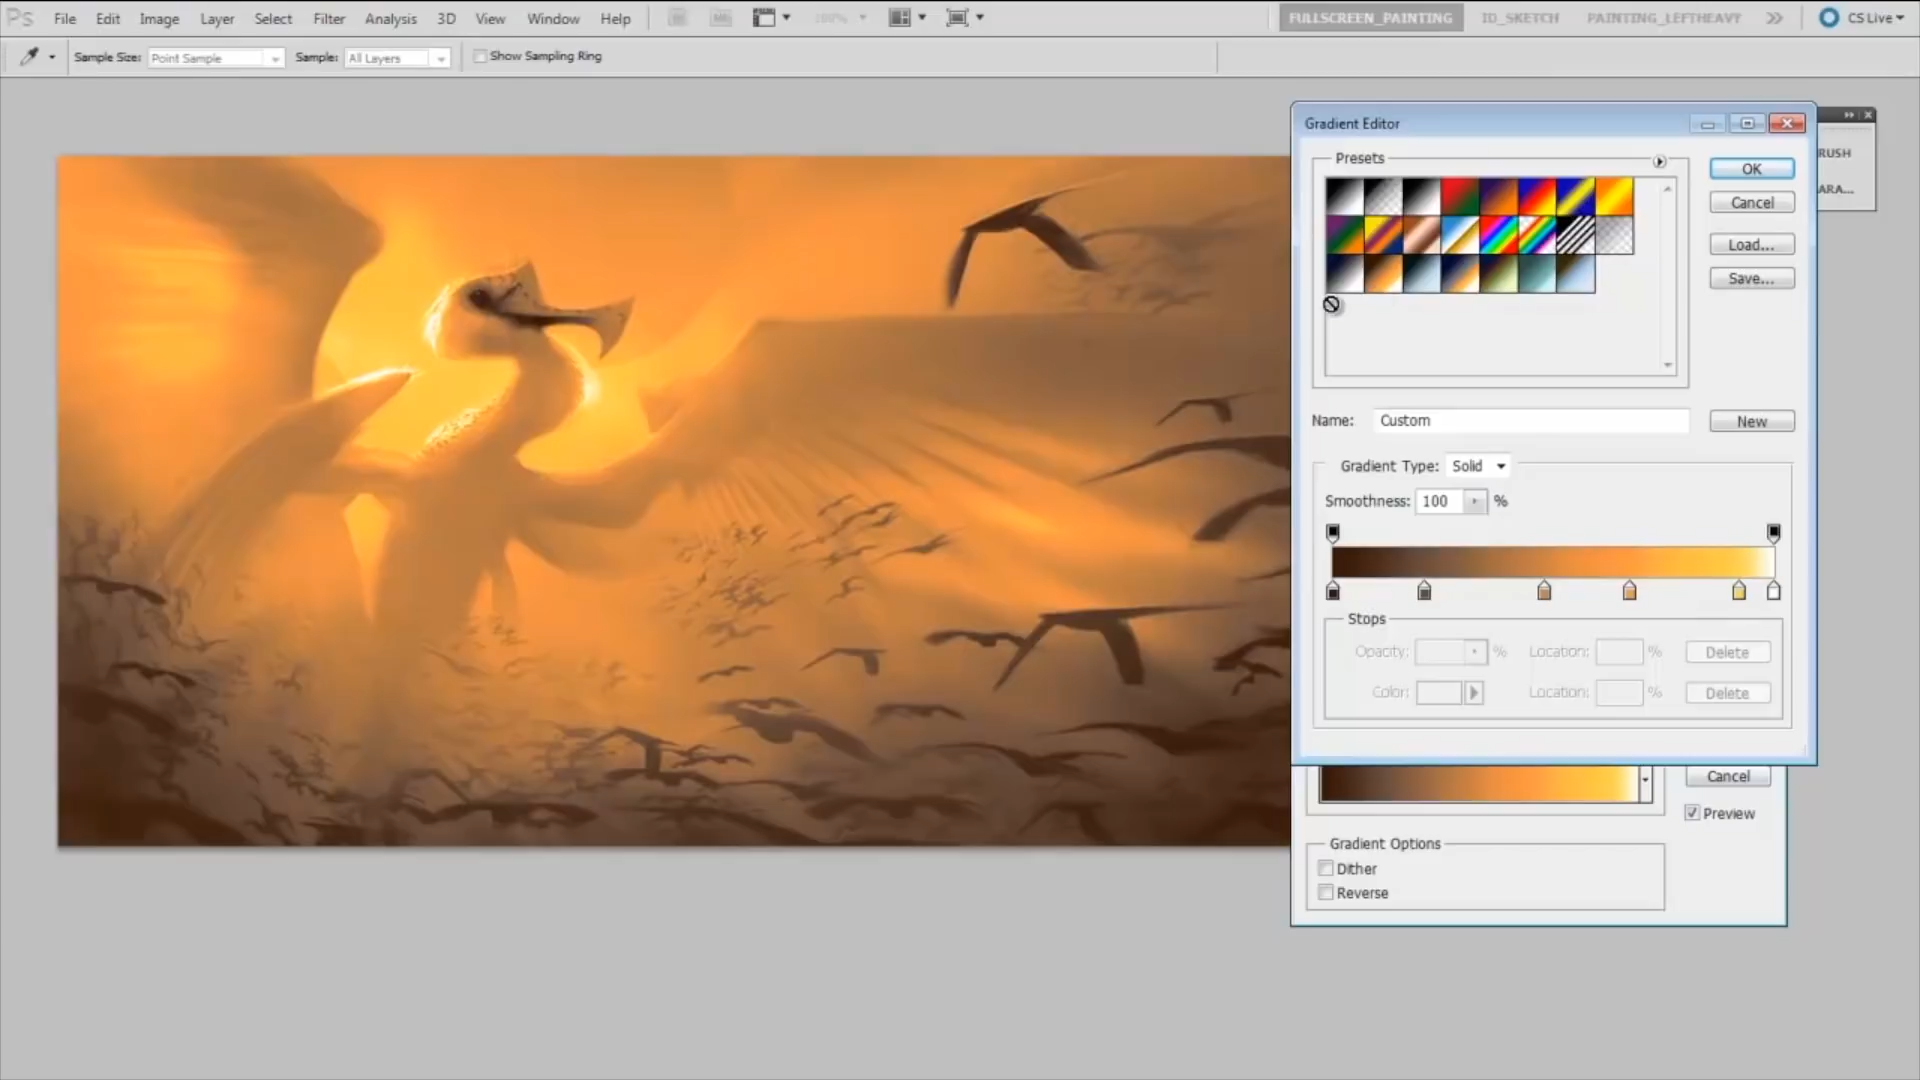 Ps File Edit Image Layer Select Filter Analysis 3D View Window Help Mb 100% FULLSCREEN_PAINTING ID_SKETCH PAINTING_LEFTHEAVY CS Live
Sample Size: Point Sample Sample: All Layers Show Sampling Ring
Gradient Editor
Presets
OK
Cancel
Load...
Save...
RUSH
ARA...
Name: Custom New
Gradient Type: Solid
Smoothness: 100 %
Stops
Opacity: % Location: % Delete
Color: Location: % Delete
Cancel
Preview
Gradient Options
Dither
Reverse